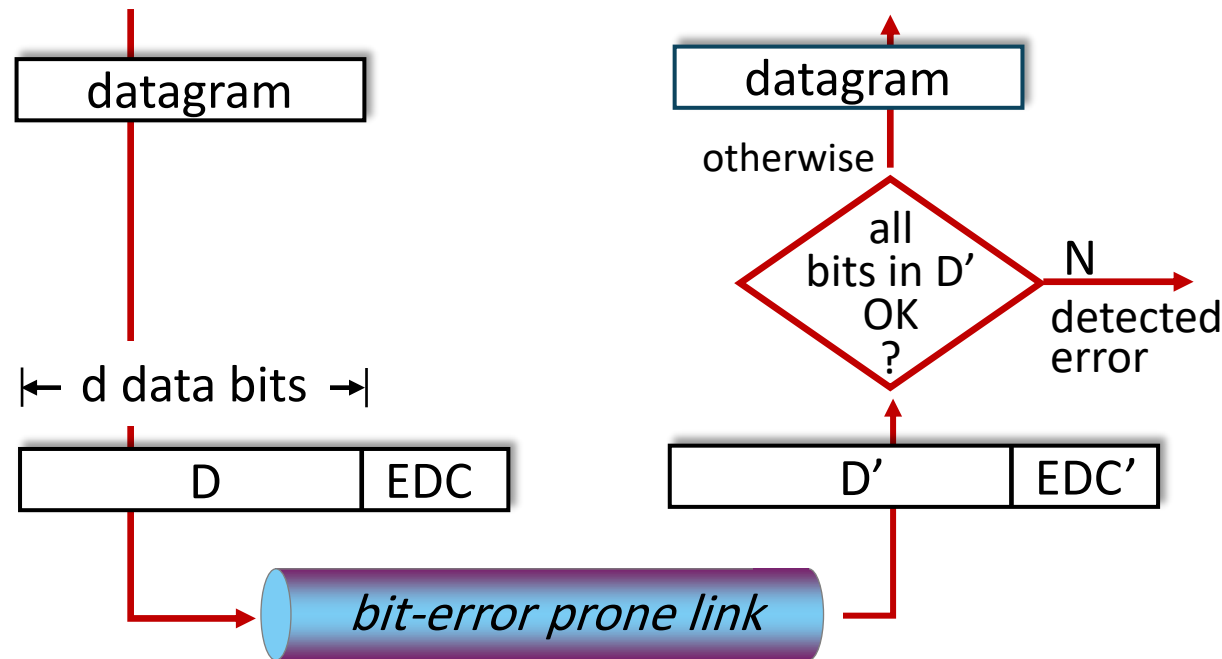 datagram
d data bits
D
EDC
bit-error prone link
datagram
otherwise
all
bits in D’
OK
?
N
detected
error
D’
EDC’